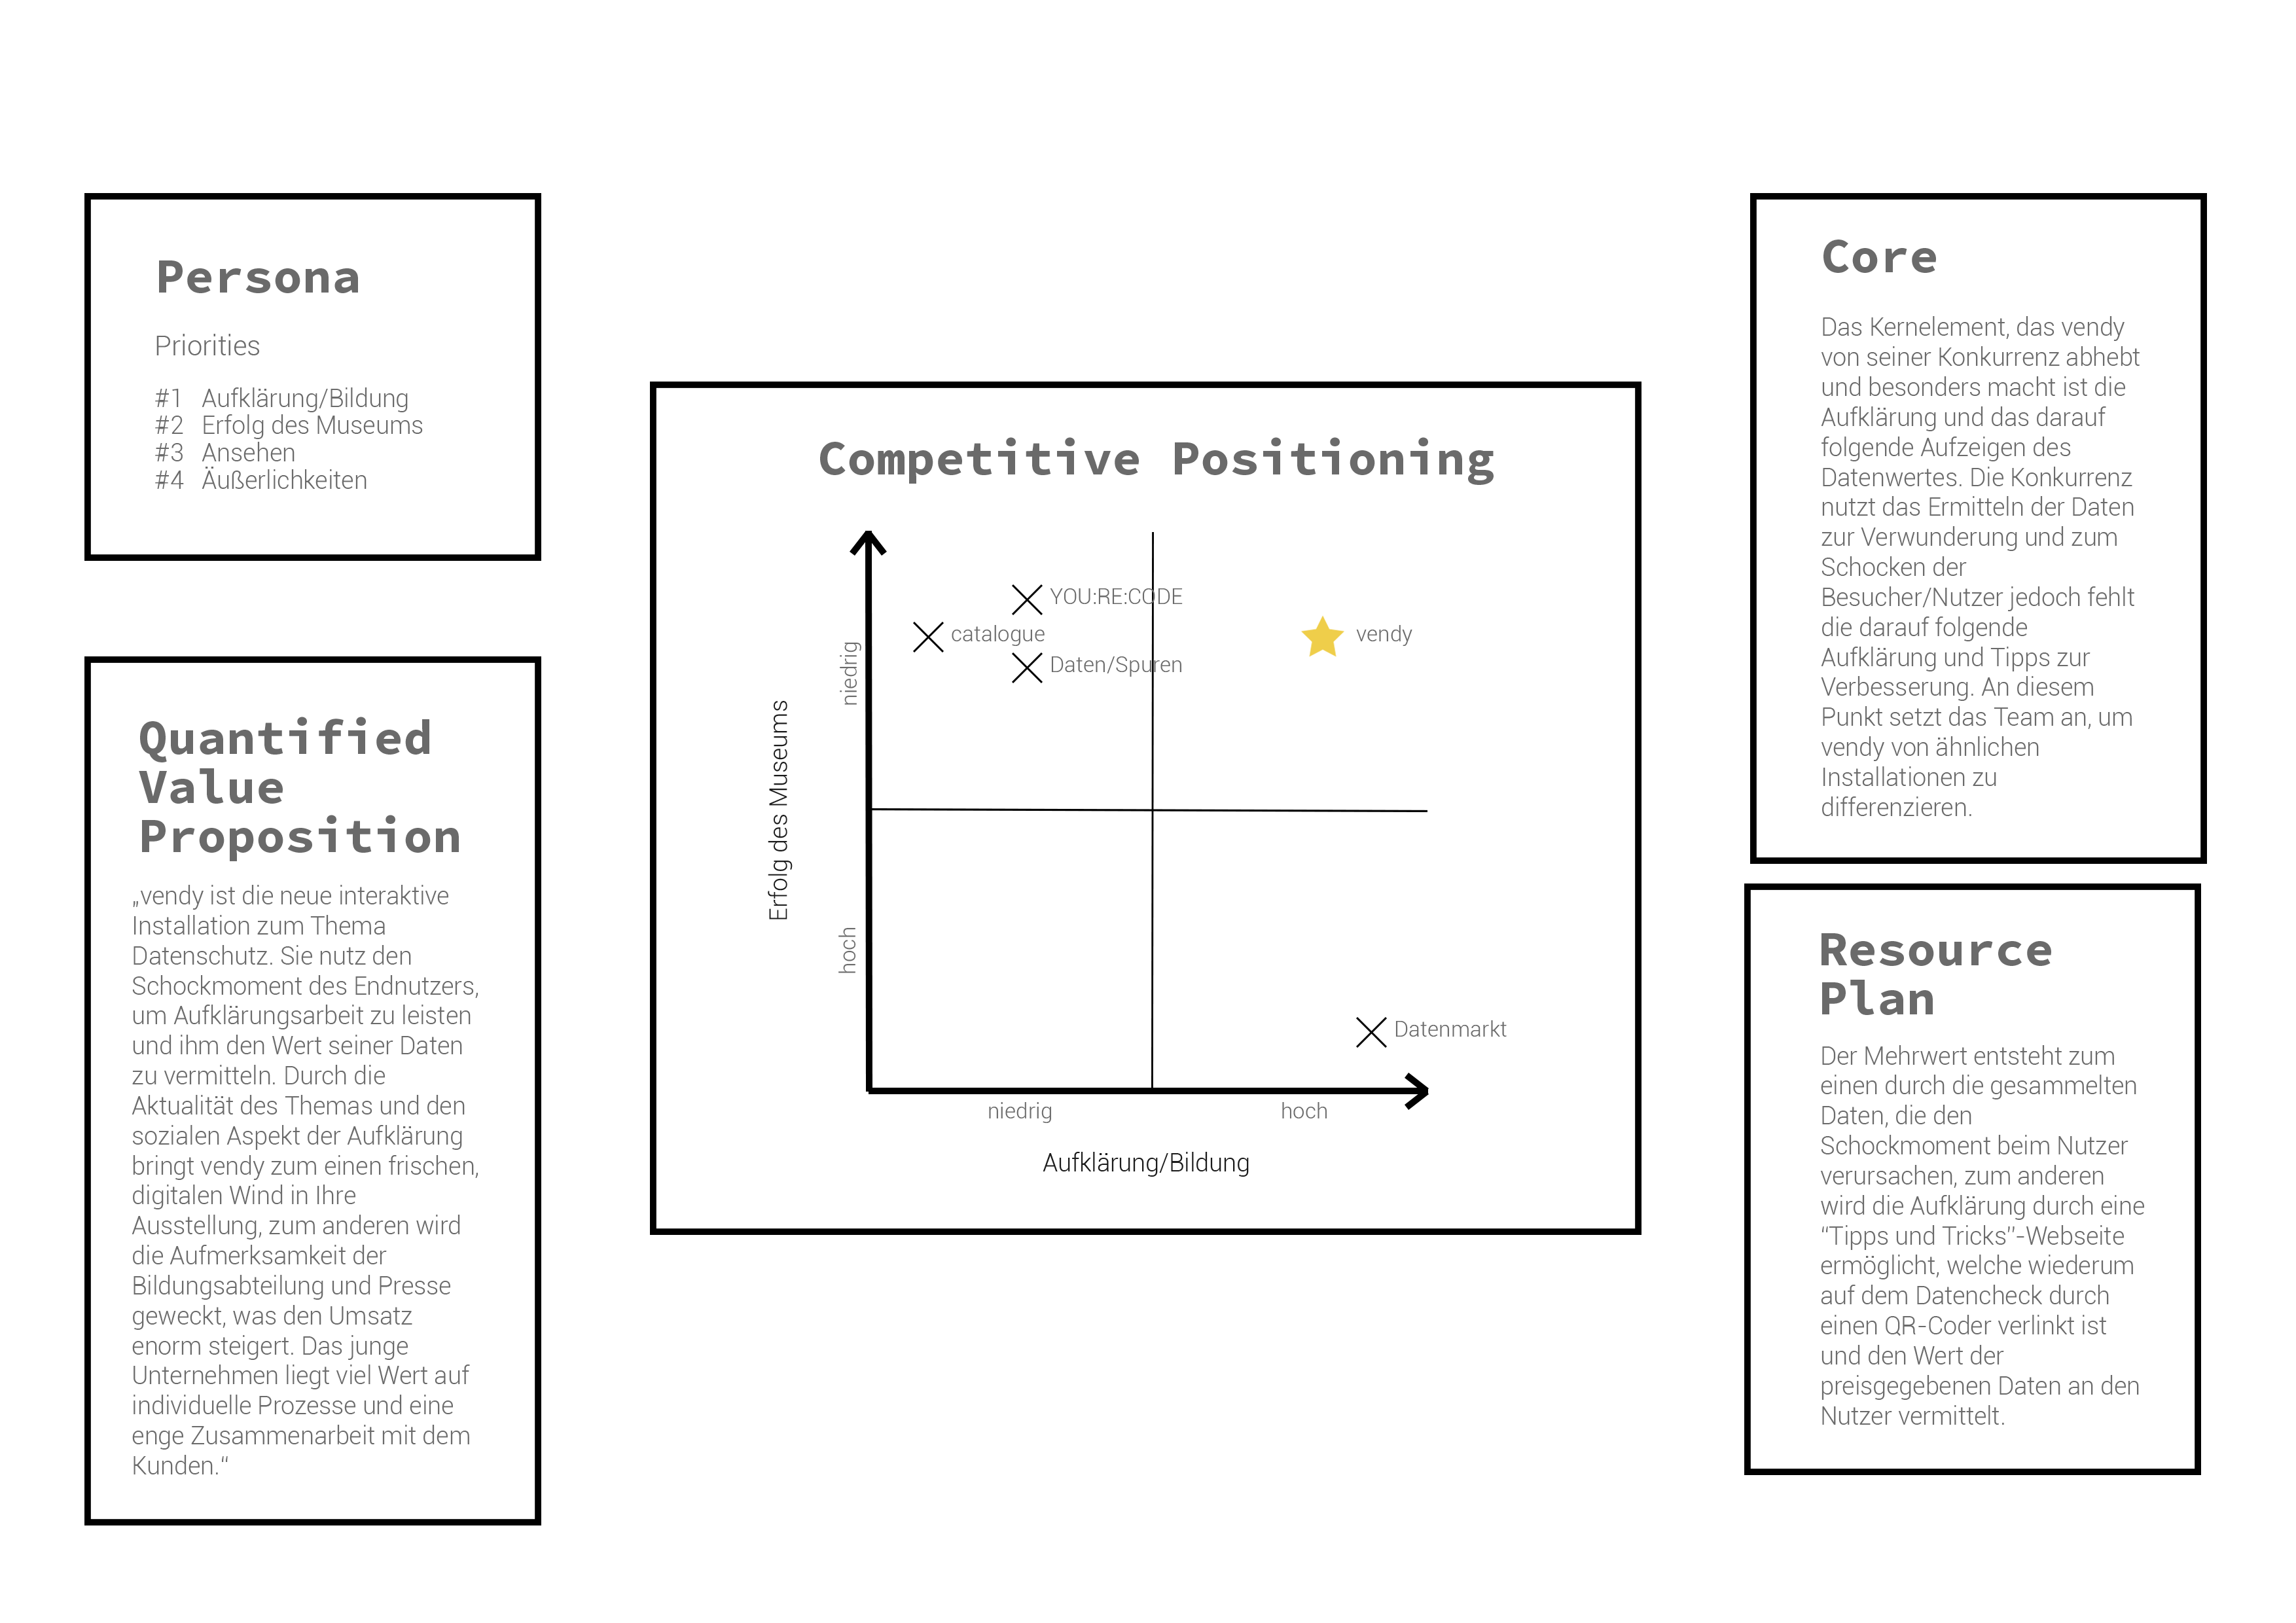 Persona
Priorities
#1 Aufklärung/Bildung
#2 Erfolg des Museums
#3 Ansehen
#4 Äußerlichkeiten
Quantified
Value
Proposition
„vendy ist die neue interaktive
Installation zum Thema
Datenschutz. Sie nutz den
Schockmoment des Endnutzers,
um Aufklärungsarbeit zu leisten
und ihm den Wert seiner Daten
zu vermitteln. Durch die
Aktualität des Themas und den
sozialen Aspekt der Aufklärung
bringt vendy zum einen frischen,
digitalen Wind in Ihre
Ausstellung, zum anderen wird
die Aufmerksamkeit der
Bildungsabteilung und Presse
geweckt, was den Umsatz
enorm steigert. Das junge
Unternehmen liegt viel Wert auf
individuelle Prozesse und eine
enge Zusammenarbeit mit dem
Kunden.“
Competitive Positioning
YOU:RE:CODE
catalogue
vendy
Daten/Spuren
niedrig
Erfolg des Museums
hoch
Datenmarkt
niedrig
hoch
Aufklärung/Bildung
Core
Das Kernelement, das vendy
von seiner Konkurrenz abhebt
und besonders macht ist die
Aufklärung und das darauf
folgende Aufzeigen des
Datenwertes. Die Konkurrenz
nutzt das Ermitteln der Daten
zur Verwunderung und zum
Schocken der
Besucher/Nutzer jedoch fehlt
die darauf folgende
Aufklärung und Tipps zur
Verbesserung. An diesem
Punkt setzt das Team an, um
vendy von ähnlichen
Installationen zu
differenzieren.
Resource
Plan
Der Mehrwert entsteht zum
einen durch die gesammelten
Daten, die den
Schockmoment beim Nutzer
verursachen, zum anderen
wird die Aufklärung durch eine
“Tipps und Tricks”-Webseite
ermöglicht, welche wiederum
auf dem Datencheck durch
einen QR-Coder verlinkt ist
und den Wert der
preisgegebenen Daten an den
Nutzer vermittelt.